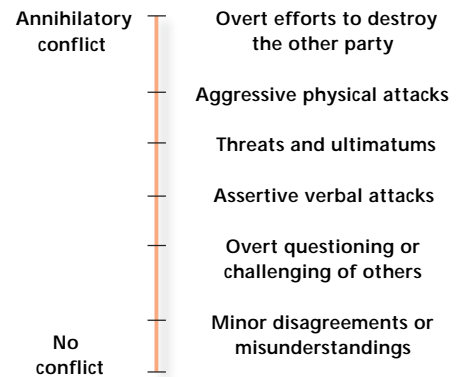 Annihilatory
conflict
Overt efforts to destroy
the other party
Aggressive physical attacks
Threats and ultimatums
Assertive verbal attacks
Overt questioning or
challenging of others
Minor disagreements or
misunderstandings
No
conflict